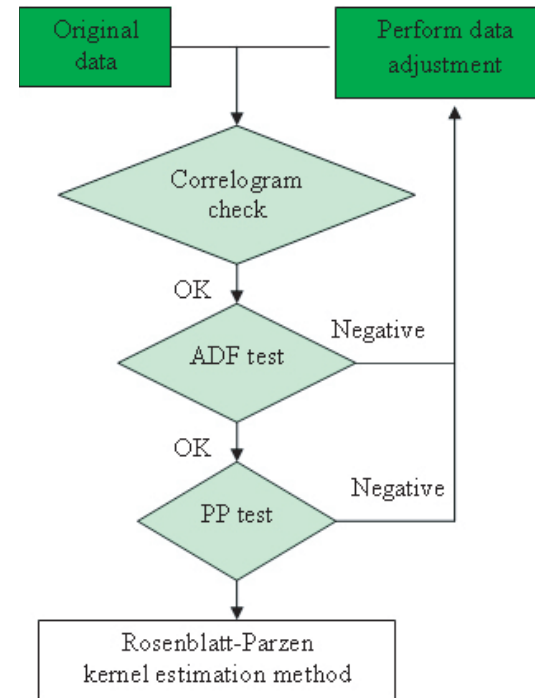 Original
data
Perform data
adjustment
Correlogram
check
OK
ADF test
Negative
OK
PP test
Negative
Rosenblatt-Parzen
kernel estimation method